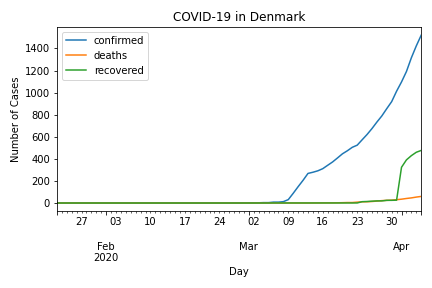 COVID-19 in Denmark
confirmed
deaths
recovered
Number of Cases
1400
1200
1000
800
600
400
200
0
27 03 10 17 24 02 09 16 23 30
Feb Mar Apr
2020
Day